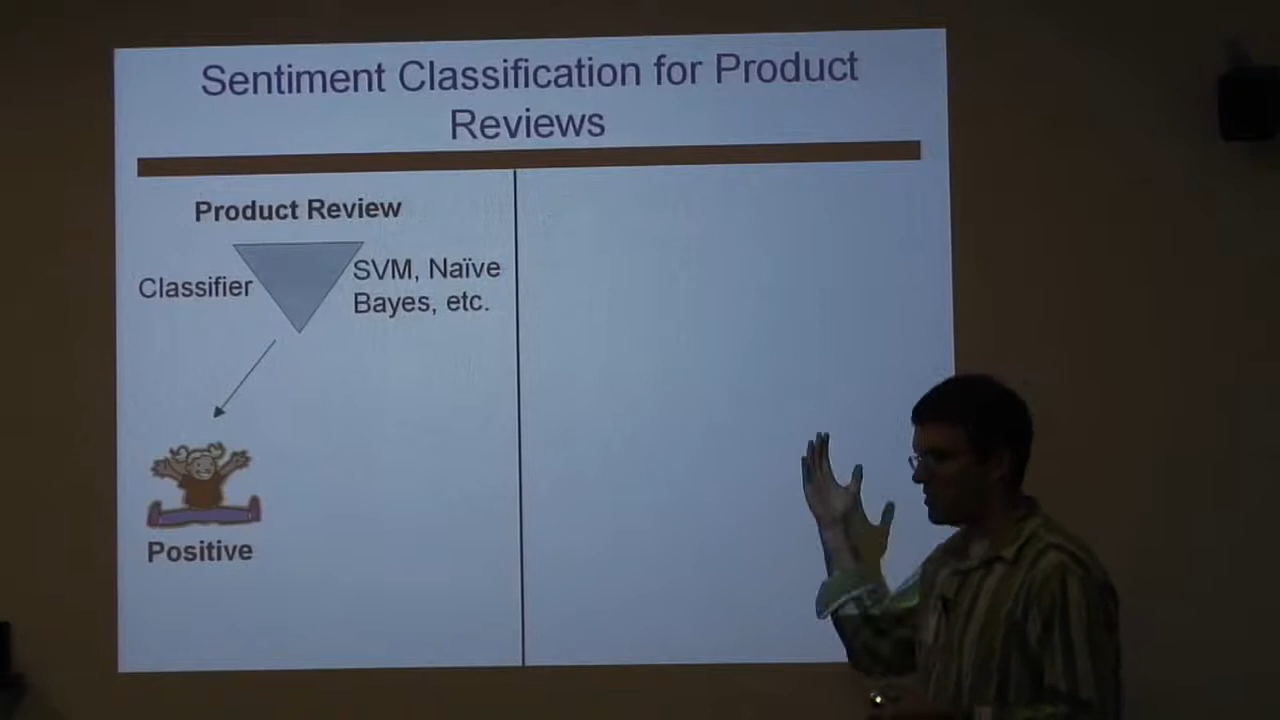 Sentiment Classification for Product
Reviews
Product Review
Classifier
SVM, Naïve
Bayes, etc.
Positive